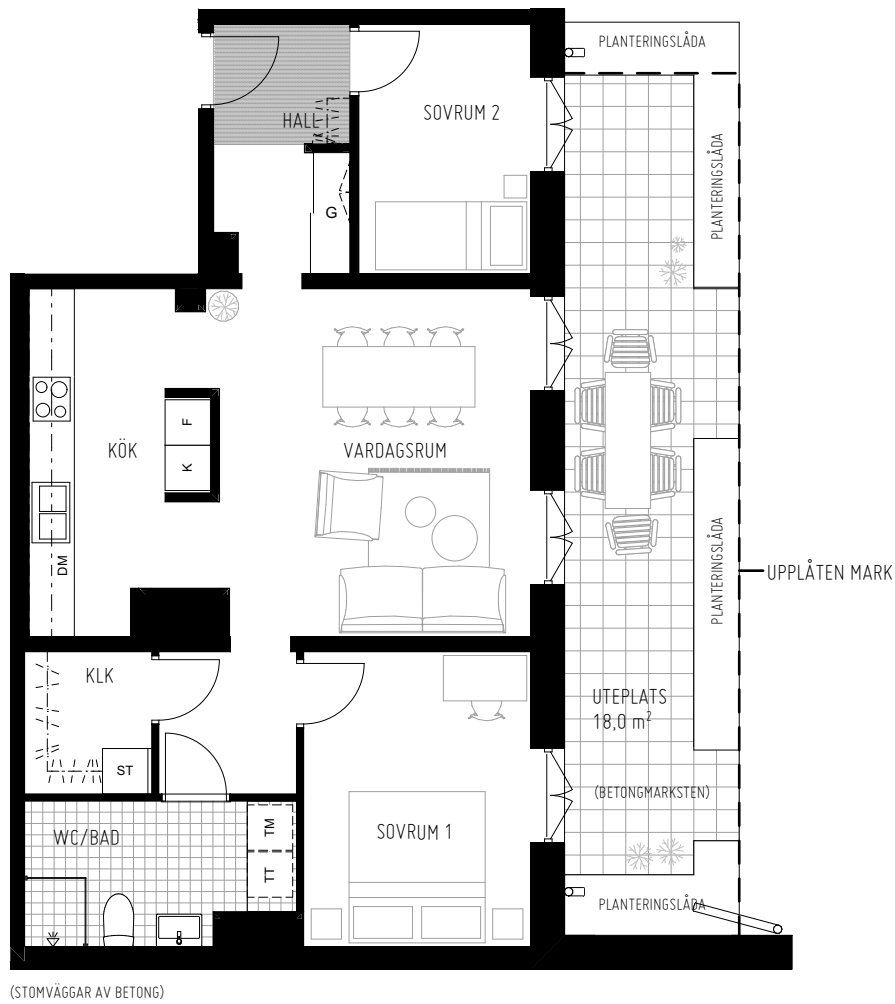 PLANTERINGSLÅDA
HALL
SOVRUM 2
PLANTERINGSLÅDA
G
F
KÖK
VARDAGSRUM
K
DM
PLANTERINGSLÅDA
UPPLÅTEN MARK
KLK
UTEPLATS
18,0 m²
ST
(BETONGMARKSTEN)
WC/BAD
TM
TT
SOVRUM 1
PLANTERINGSLÅDA
(STOMVÄGGAR AV BETONG)